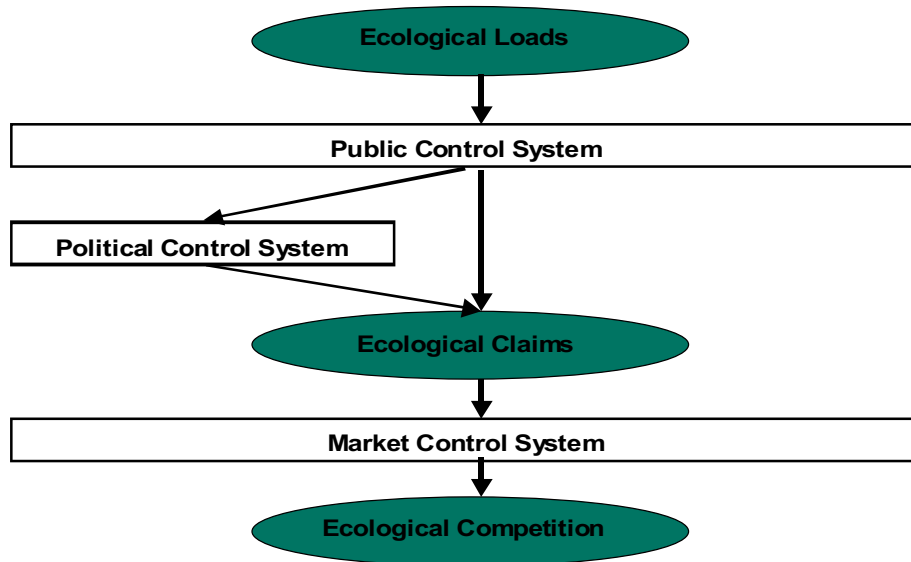 Ecological Loads
Public Control System
Political Control System
Ecological Claims
Market Control System
Ecological Competition